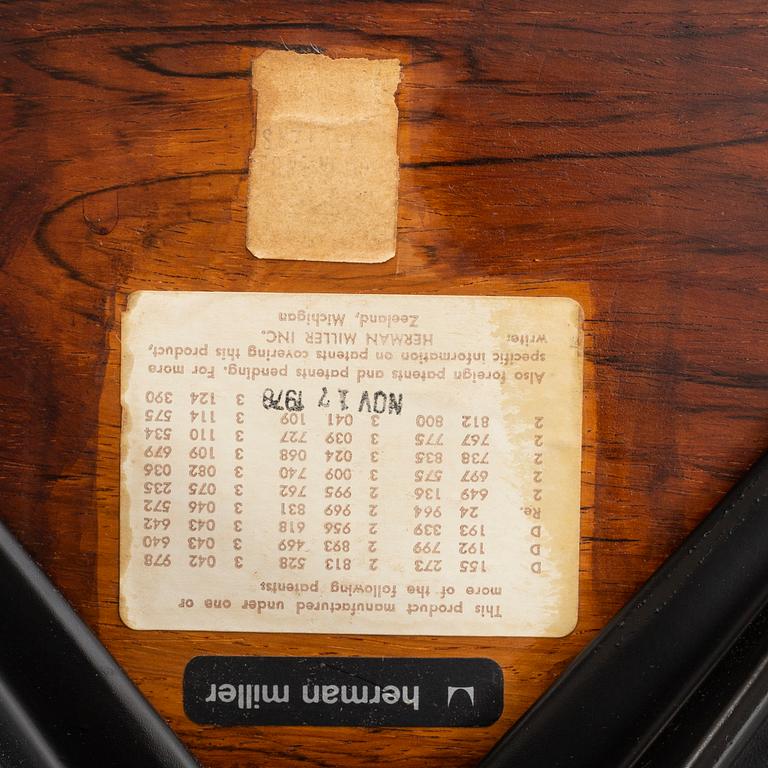 herman miller
This product manufactured under one or
more of the following patents:
D 155 273 2 813 528 3 042 978
D 192 799 2 893 469 3 043 640
D 193 339 2 956 618 3 043 642
Re. 24 964 2 969 831 3 046 572
2 649 136 2 995 762 3 075 235
2 697 575 3 009 740 3 082 036
2 738 835 3 024 068 3 109 679
2 767 775 3 039 727 3 110 534
2 812 800 3 041 109 3 114 575
NOV 17 1978 3 124 390
Also foreign patents and patents pending. For more
specific information on patents covering this product,
write:
HERMAN MILLER INC.
Zeeland, Michigan